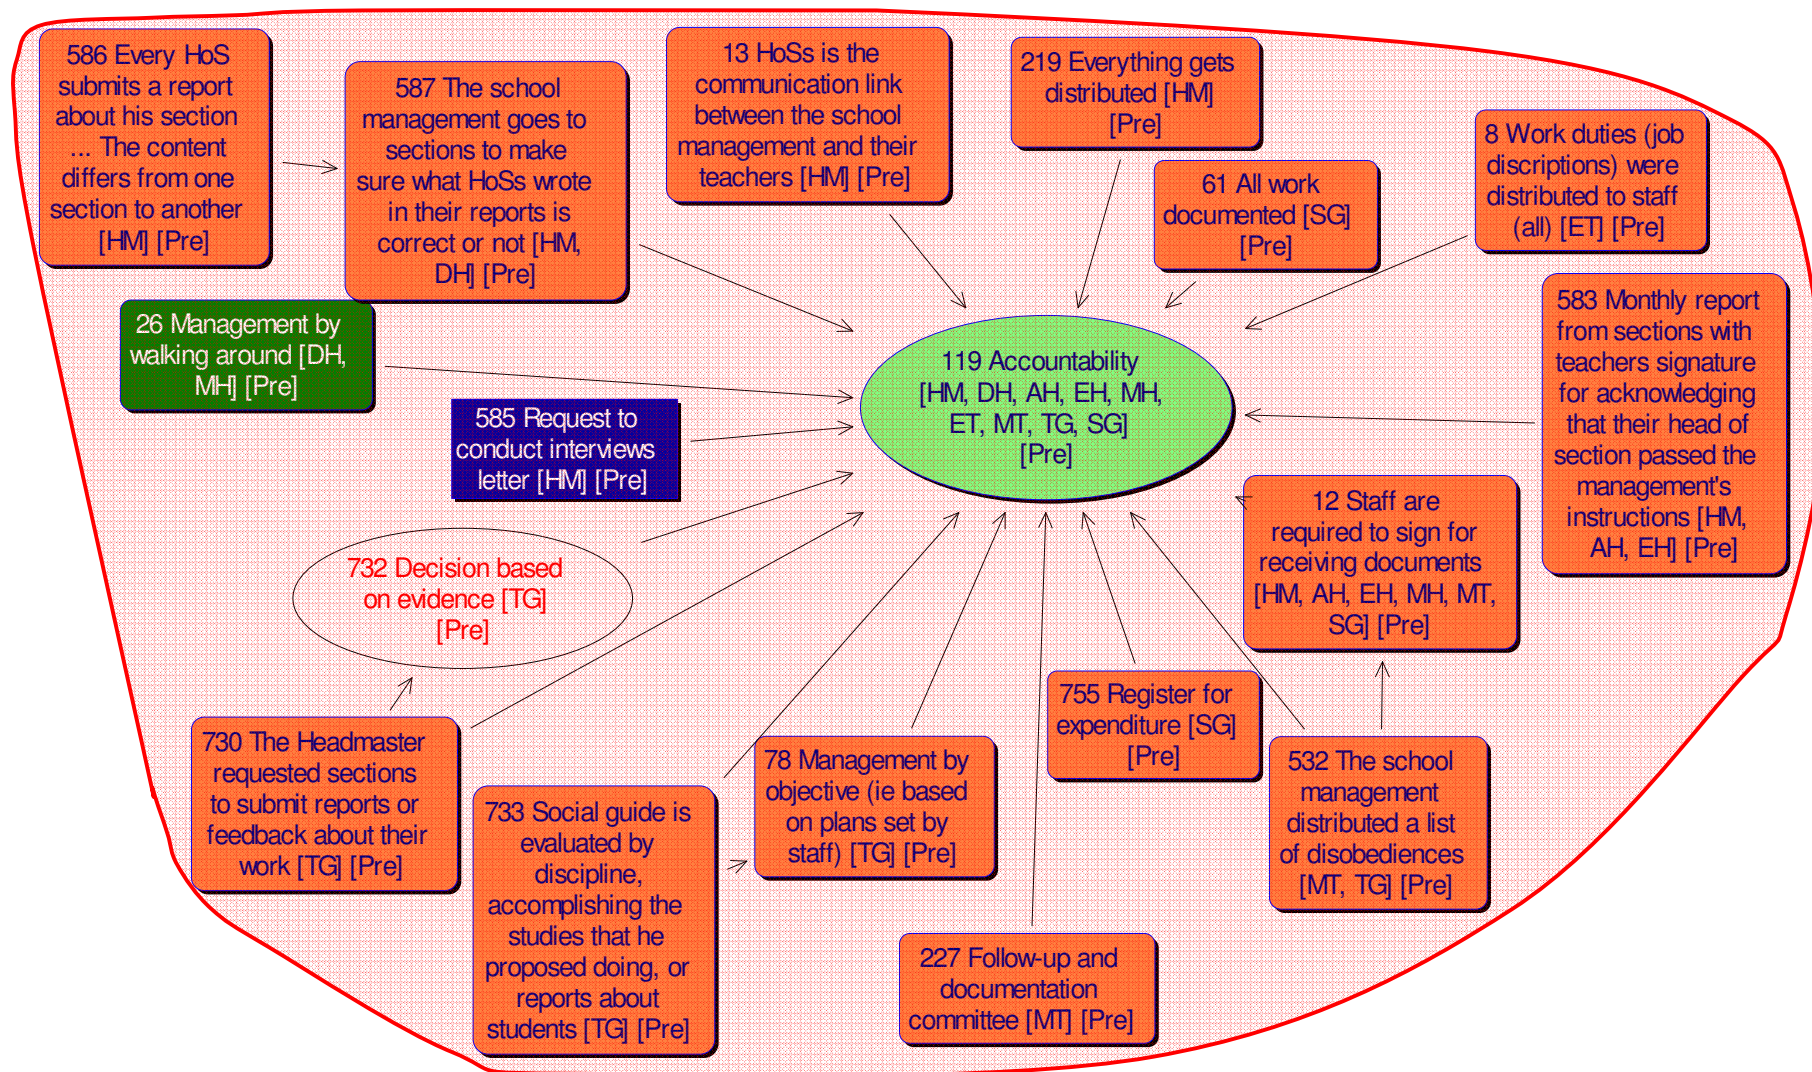 586 Every HoS
submits a report
about his section
... The content
differs from one
section to another
[HM] [Pre]
587 The school
management goes to
sections to make
sure what HoSs wrote
in their reports is
correct or not [HM,
DH] [Pre]
13 HoSs is the
communication link
between the school
management and their
teachers [HM] [Pre]
219 Everything gets
distributed [HM]
[Pre]
61 All work
documented [SG]
[Pre]
8 Work duties (job
discriptions) were
distributed to staff
(all) [ET] [Pre]
26 Management by
walking around [DH,
MH] [Pre]
585 Request to
conduct interviews
letter [HM] [Pre]
119 Accountability
[HM, DH, AH, EH, MH,
ET, MT, TG, SG]
[Pre]
583 Monthly report
from sections with
teachers signature
for acknowledging
that their head of
section passed the
management's
instructions [HM,
AH, EH] [Pre]
12 Staff are
required to sign for
receiving documents
[HM, AH, EH, MH, MT,
SG] [Pre]
732 Decision based
on evidence [TG]
[Pre]
730 The Headmaster
requested sections
to submit reports or
feedback about their
work [TG] [Pre]
733 Social guide is
evaluated by
discipline,
accomplishing the
studies that he
proposed doing, or
reports about
students [TG] [Pre]
78 Management by
objective (ie based
on plans set by
staff) [TG] [Pre]
755 Register for
expenditure [SG]
[Pre]
532 The school
management
distributed a list
of disobediences
[MT, TG] [Pre]
227 Follow-up and
documentation
committee [MT] [Pre]